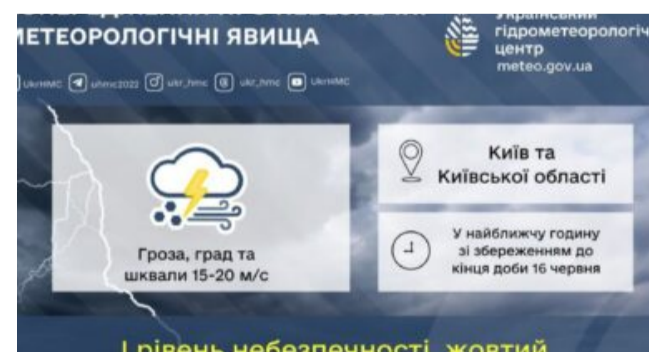 МЕТЕОРОЛОГІЧНІ ЯВИЩА
Український
гідрометеорологіч
центр
meteo.gov.ua
UkrHMC uhmc2022 ukr_hmc ukr_hmc UkrHMC
Гроза, град та
шквали 15-20 м/с
Київ та
Київської області
У найближчу годину
зі збереженням до
кінця доби 16 червня
І рівень небезпечності, жовтий